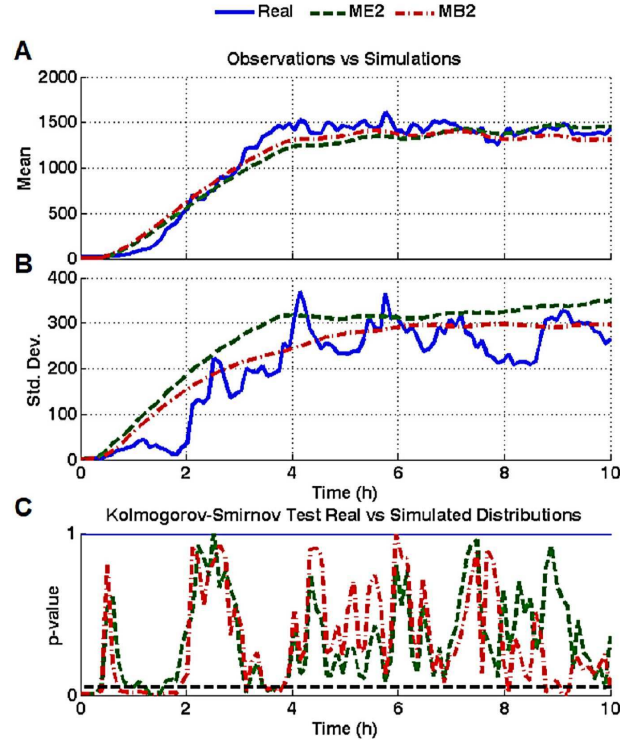 Real ME2 MB2
A
Observations vs Simulations
2000
1500
1000
500
0
Mean
B
400
300
200
100
0
Std. Dev.
0 2 4 6 8 10
Time (h)
C
Kolmogorov-Smirnov Test Real vs Simulated Distributions
1
0
p-value
0 2 4 6 8 10
Time (h)